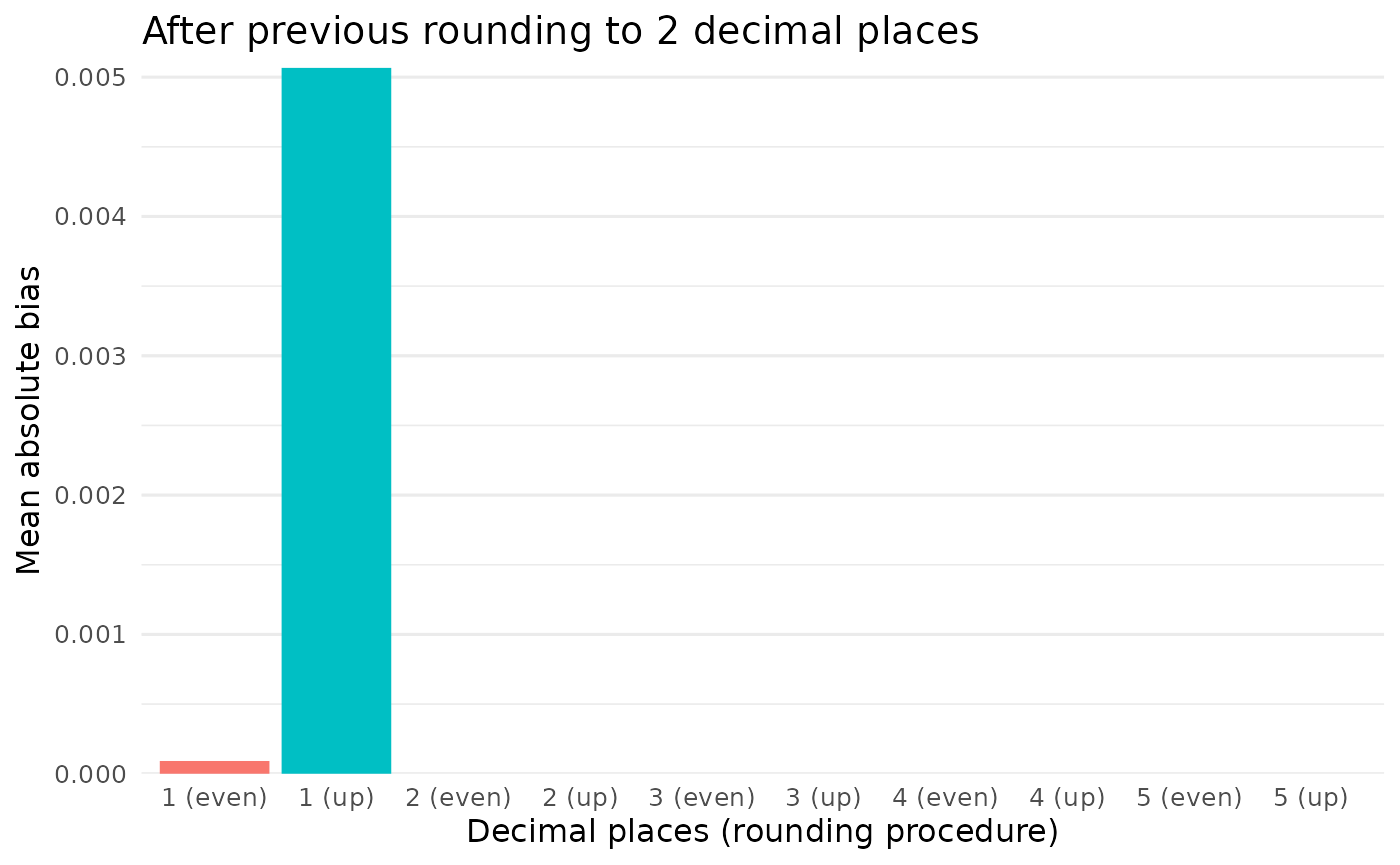 After previous rounding to 2 decimal places
0.005
0.004
0.003
0.002
0.001
0.000
Mean absolute bias
1 (even) 1 (up) 2 (even) 2 (up) 3 (even) 3 (up) 4 (even) 4 (up) 5 (even) 5 (up)
Decimal places (rounding procedure)